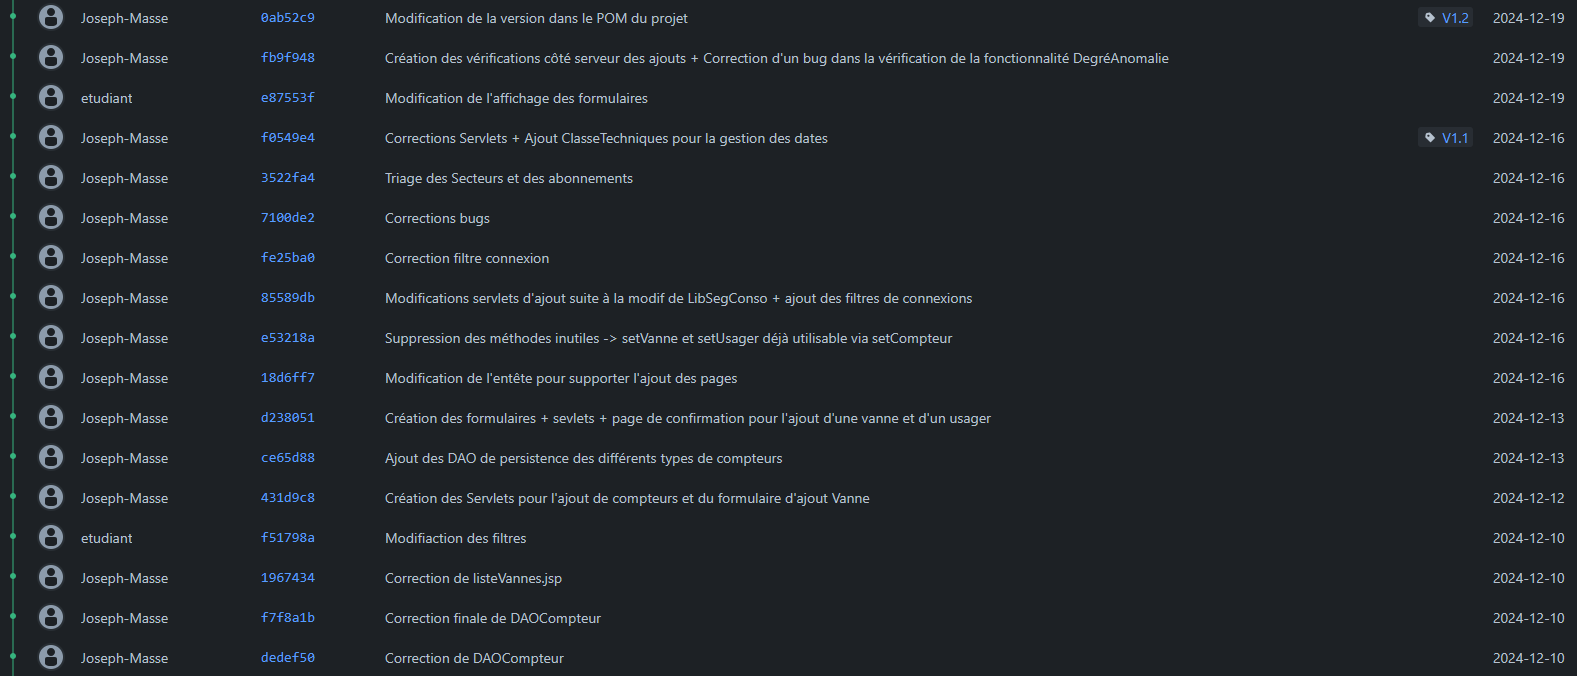 Joseph-Masse 0ab52c9 Modification de la version dans le POM du projet V1.2 2024-12-19
Joseph-Masse fb9f948 Création des vérifications côté serveur des ajouts + Correction d'un bug dans la vérification de la fonctionnalité DegréAnomalie 2024-12-19
etudiant e87553f Modification de l'affichage des formulaires 2024-12-19
Joseph-Masse f0549e4 Corrections Servlets + Ajout ClasseTechniques pour la gestion des dates V1.1 2024-12-16
Joseph-Masse 3522fa4 Triage des Secteurs et des abonnements 2024-12-16
Joseph-Masse 7100de2 Corrections bugs 2024-12-16
Joseph-Masse fe25ba0 Correction filtre connexion 2024-12-16
Joseph-Masse 85589db Modifications servlets d'ajout suite à la modif de LibSegConso + ajout des filtres de connexions 2024-12-16
Joseph-Masse e53218a Suppression des méthodes inutiles -> setVanne et setUsager déjà utilisable via setCompteur 2024-12-16
Joseph-Masse 18d6ff7 Modification de l'entête pour supporter l'ajout des pages 2024-12-16
Joseph-Masse d238051 Création des formulaires + sevlets + page de confirmation pour l'ajout d'une vanne et d'un usager 2024-12-13
Joseph-Masse ce65d88 Ajout des DAO de persistence des différents types de compteurs 2024-12-13
Joseph-Masse 431d9c8 Création des Servlets pour l'ajout de compteurs et du formulaire d'ajout Vanne 2024-12-12
etudiant f51798a Modifiaction des filtres 2024-12-10
Joseph-Masse 1967434 Correction de listeVannes.jsp 2024-12-10
Joseph-Masse f7f8a1b Correction finale de DAOCompteur 2024-12-10
Joseph-Masse dedef50 Correction de DAOCompteur 2024-12-10